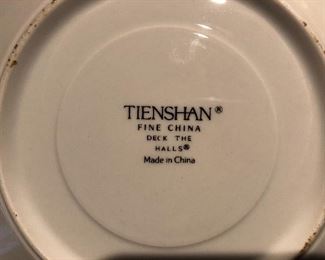 TIENSHAN®
FINE CHINA
DECK THE
HALLS®
Made in China